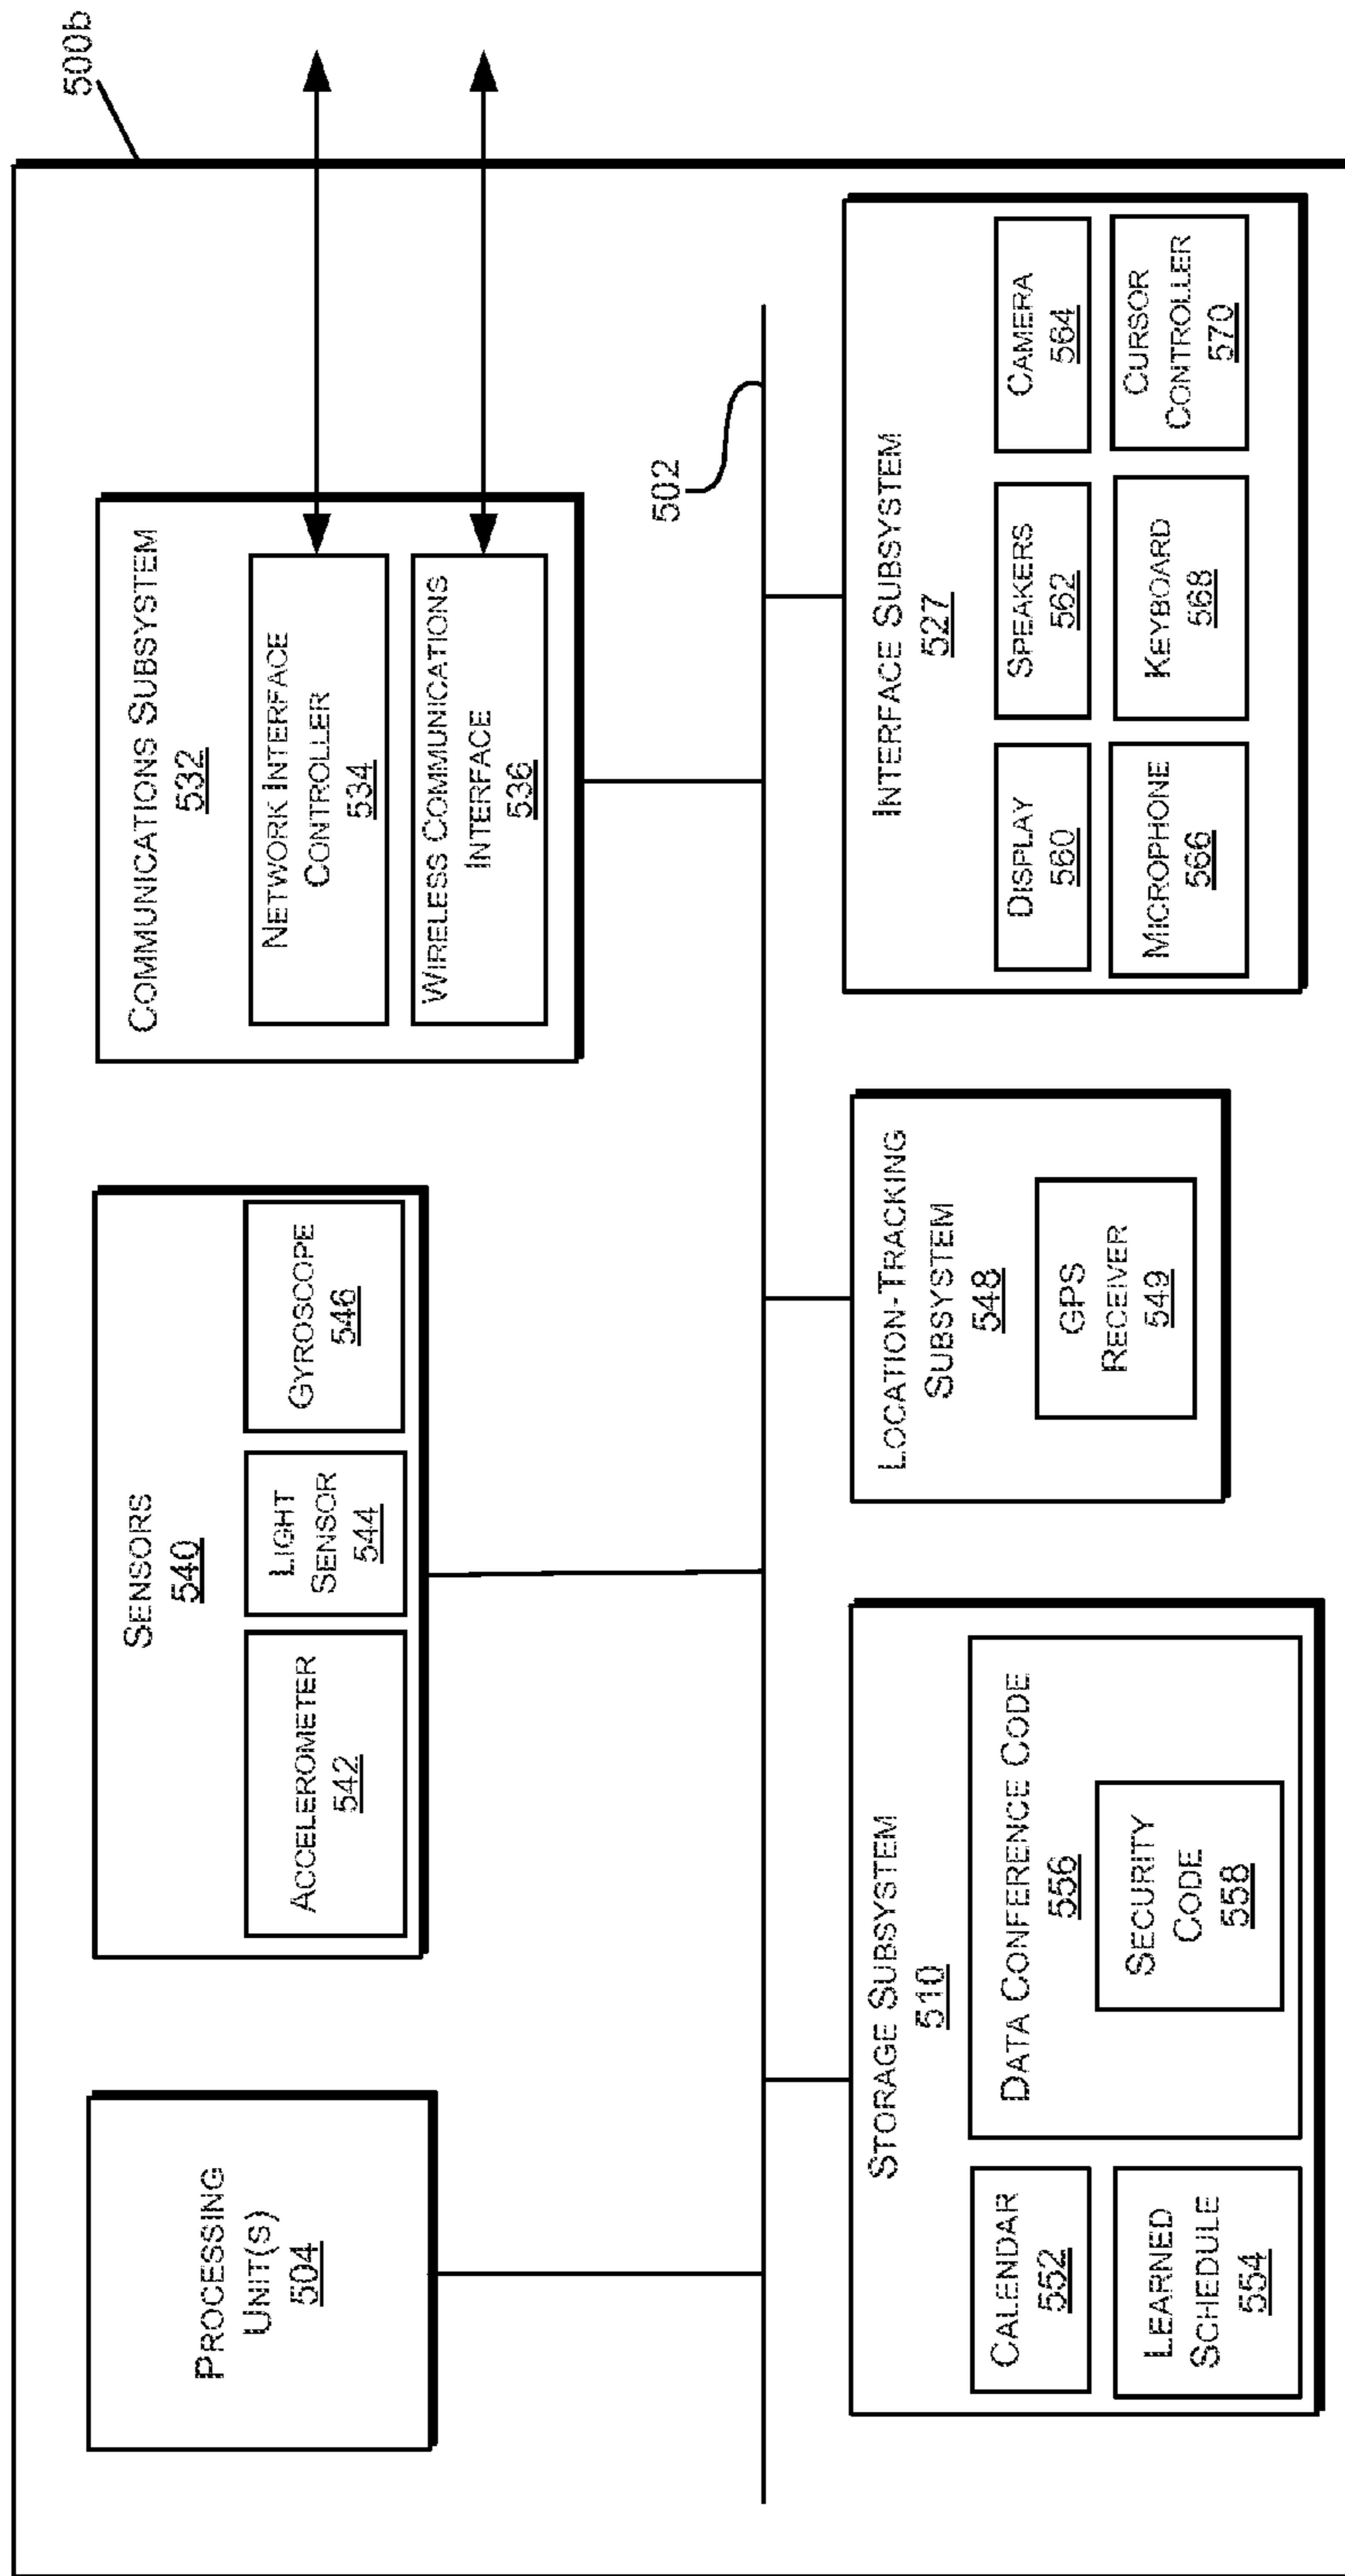 500b
PROCESSING
UNIT(S)
504
SENSORS
540
ACCELEROMETER
542
LIGHT
SENSOR
544
GYROSCOPE
546
COMMUNICATIONS SUBSYSTEM
532
NETWORK INTERFACE
CONTROLLER
534
WIRELESS COMMUNICATIONS
INTERFACE
536
502
STORAGE SUBSYSTEM
510
CALENDAR
552
LEARNED
SCHEDULE
554
DATA CONFERENCE CODE
556
SECURITY
CODE
558
LOCATION-TRACKING
SUBSYSTEM
548
GPS
RECEIVER
549
INTERFACE SUBSYSTEM
527
DISPLAY
560
SPEAKERS
562
CAMERA
564
MICROPHONE
566
KEYBOARD
568
CURSOR
CONTROLLER
570